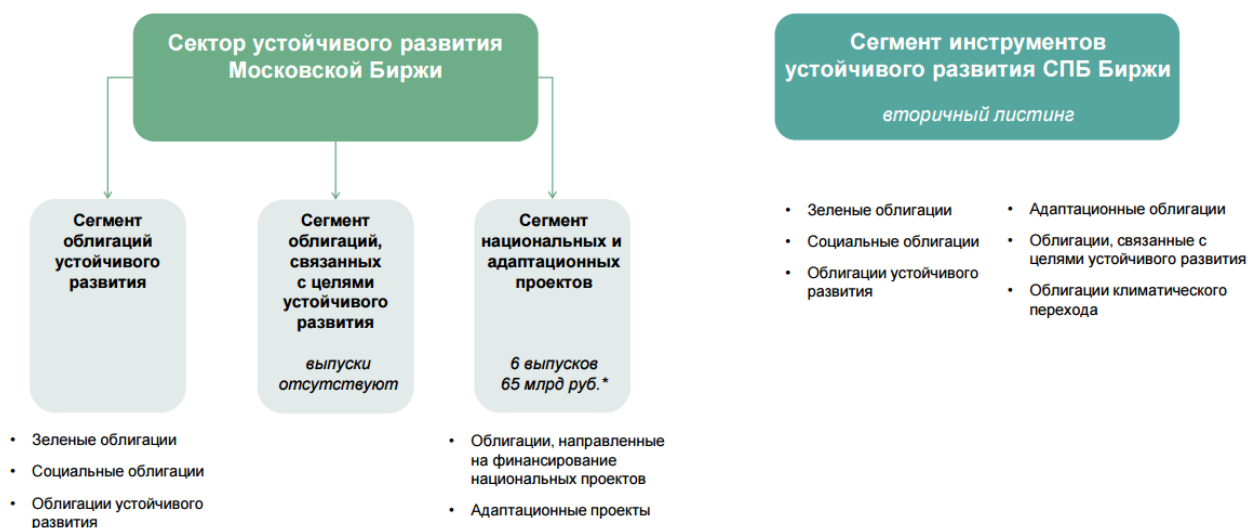 Сектор устойчивого развития
Московской Биржи
Сегмент
облигаций
устойчивого
развития
Сегмент
облигаций,
связанных
с целями
устойчивого
развития
выпуски
отсутствуют
Сегмент
национальных и
адаптационных
проектов
6 выпусков
65 млрд руб.*
• Зеленые облигации
• Социальные облигации
• Облигации устойчивого
развития
• Облигации, направленные
на финансирование
национальных проектов
• Адаптационные проекты
Сегмент инструментов
устойчивого развития СПБ Биржи
вторичный листинг
• Зеленые облигации
• Социальные облигации
• Облигации устойчивого
развития
• Адаптационные облигации
• Облигации, связанные с
целями устойчивого развития
• Облигации климатического
перехода